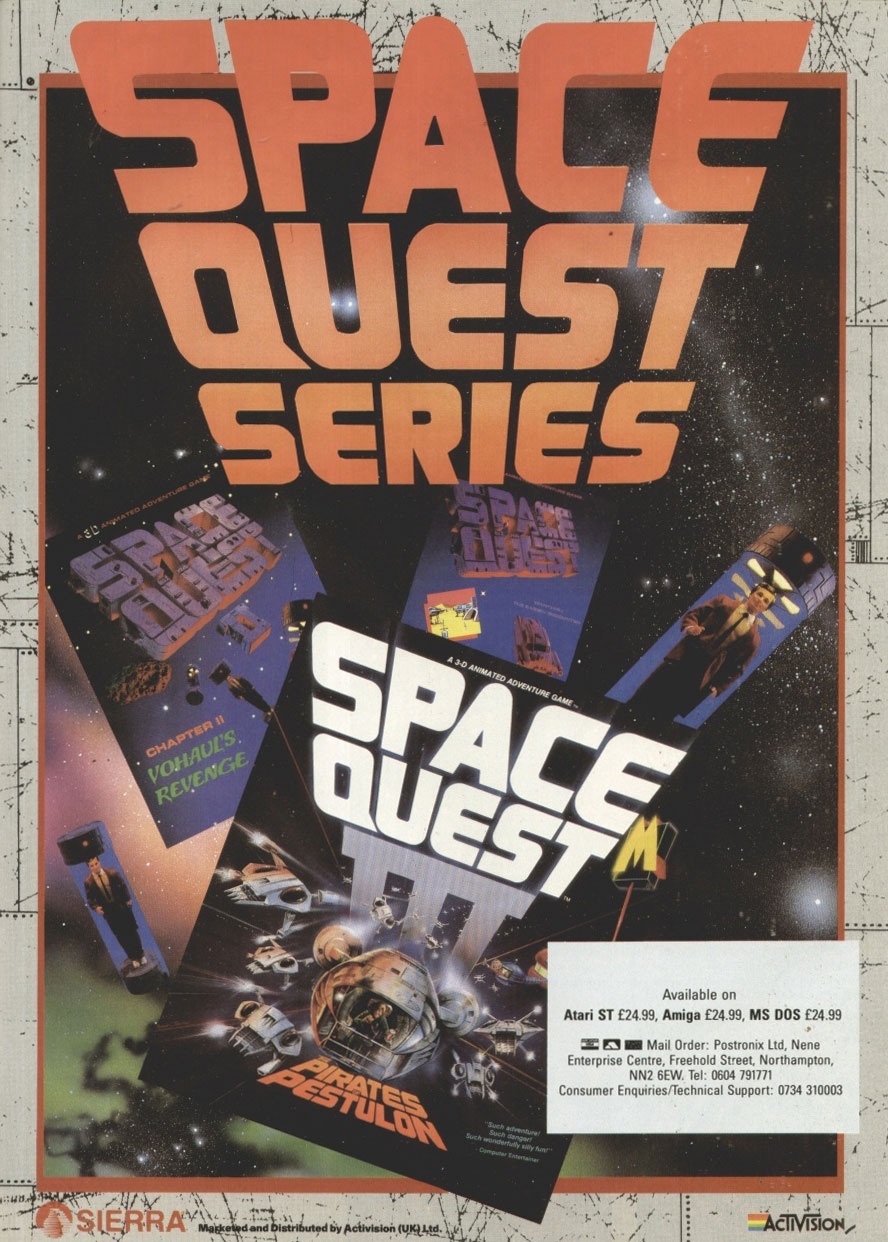 SPACE
QUEST
SERIES
A 3-D ANIMATED ADVENTURE GAME
SPACE
QUEST
CHAPTER II
VOHAUL'S
REVENGE
SPACE
QUEST
A 3-D ANIMATED ADVENTURE GAME™
SPACE
QUEST™
III
M
PIRATES
PESTULON
"Such adventure!
Such danger!
Such wonderfully silly fun!"
- Computer Entertainer
Available on
Atari ST £24.99, Amiga £24.99, MS DOS £24.99
Mail Order: Postronix Ltd, Nene
Enterprise Centre, Freehold Street, Northampton,
NN2 6EW. Tel: 0604 791771
Consumer Enquiries/Technical Support: 0734 310003
SIERRA Marketed and Distributed by Activision (UK) Ltd.
ACTIVISION